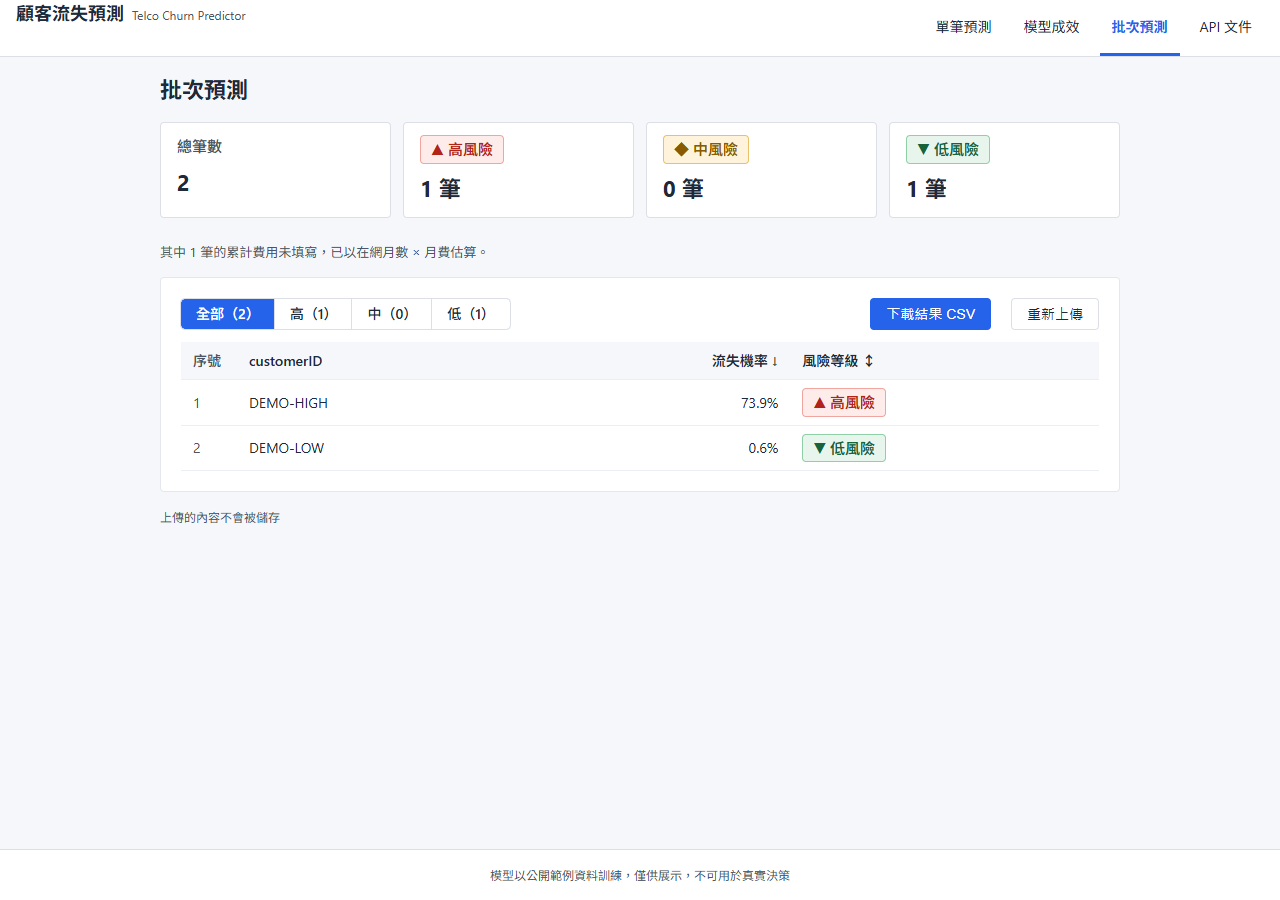 顧客流失預測 Telco Churn Predictor
單筆預測 模型成效 批次預測 API 文件
批次預測
總筆數
2
▲ 高風險
1 筆
◆ 中風險
0 筆
▼ 低風險
1 筆
其中 1 筆的累計費用未填寫，已以在網月數 × 月費估算。
全部（2） 高（1） 中（0） 低（1） 下載結果 CSV 重新上傳
序號 customerID 流失機率 ↓ 風險等級 ↕
1 DEMO-HIGH 73.9% ▲ 高風險
2 DEMO-LOW 0.6% ▼ 低風險
上傳的內容不會被儲存
模型以公開範例資料訓練，僅供展示，不可用於真實決策